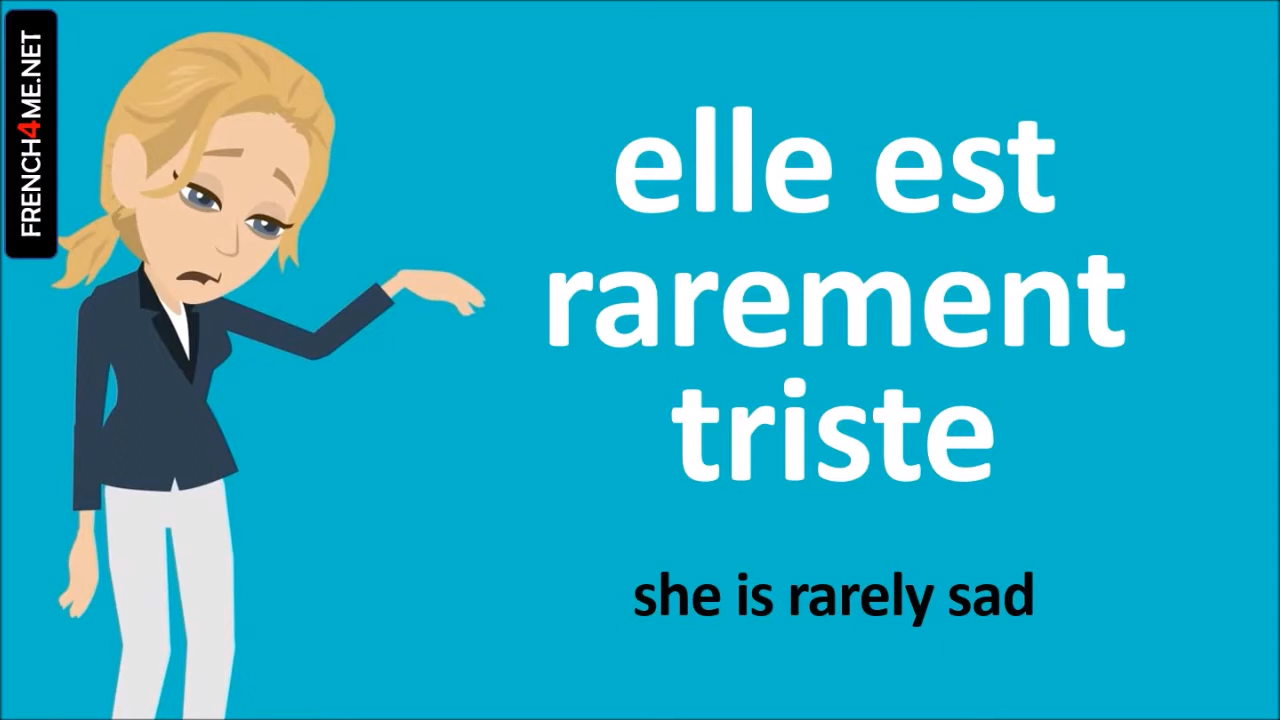 FRENCH4ME.NET
elle est
rarement
triste
she is rarely sad